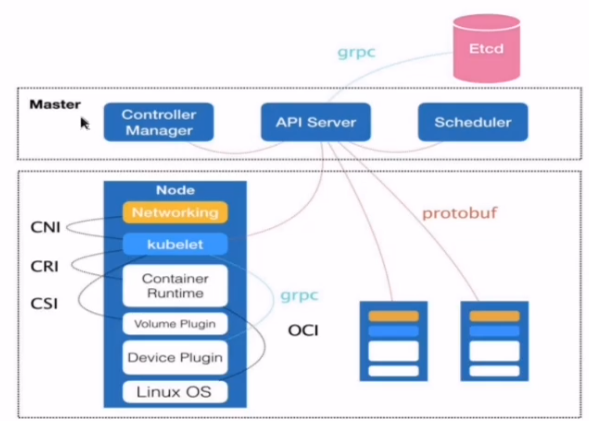 Etcd
grpc
Master
Controller
Manager
API Server
Scheduler
Node
Networking
protobuf
CNI
kubelet
CRI
Container
Runtime
CSI
grpc
Volume Plugin
OCI
Device Plugin
Linux OS